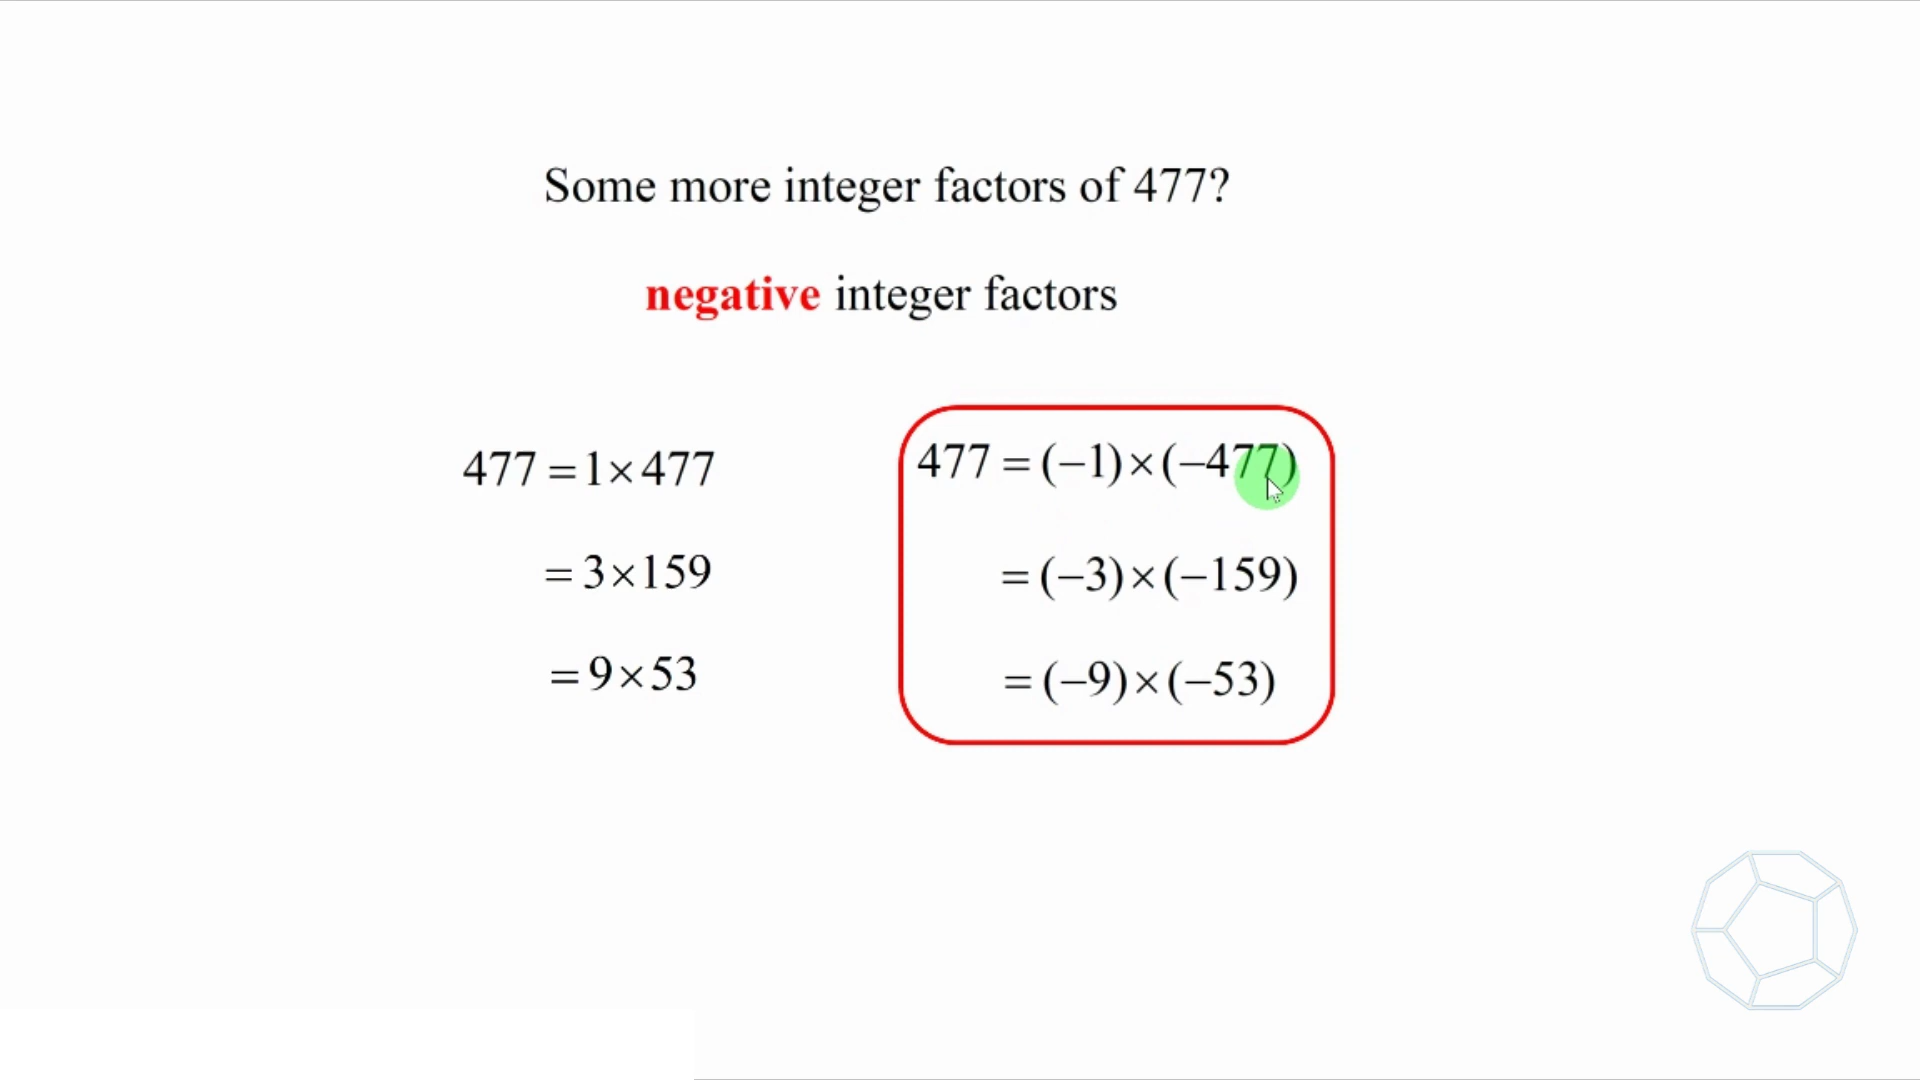 Some more integer factors of 477?
negative integer factors
477 = 1×477
= 3×159
= 9×53
477 = (−1)×(−477)
= (−3)×(−159)
= (−9)×(−53)